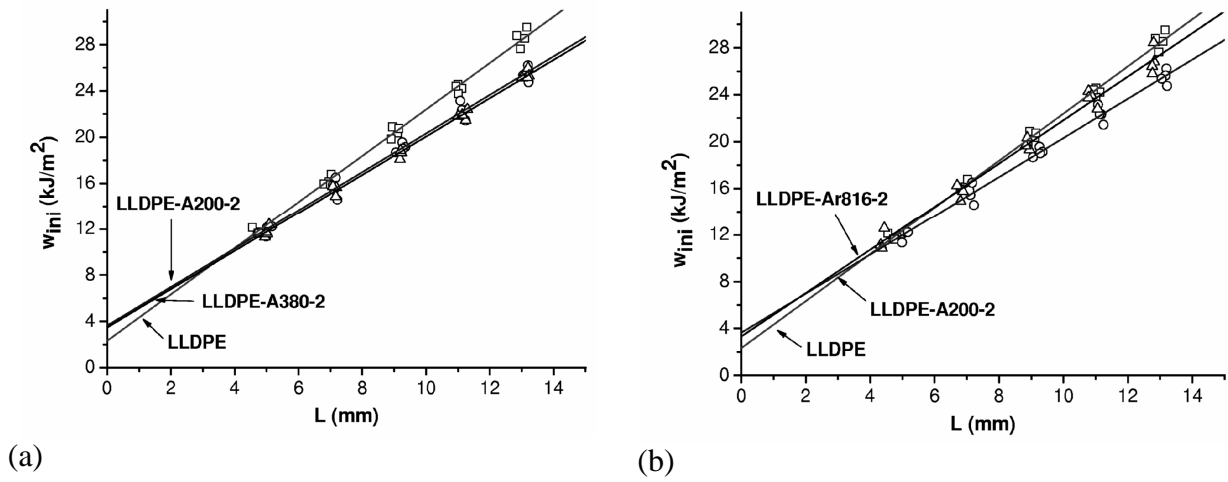 28
24
20
16
12
8
4
0
w_ini (kJ/m²)
LLDPE-A200-2
LLDPE-A380-2
LLDPE
0 2 4 6 8 10 12 14
L (mm)
(a)
28
24
20
16
12
8
4
0
w_ini (kJ/m²)
LLDPE-Ar816-2
LLDPE-A200-2
LLDPE
0 2 4 6 8 10 12 14
L (mm)
(b)